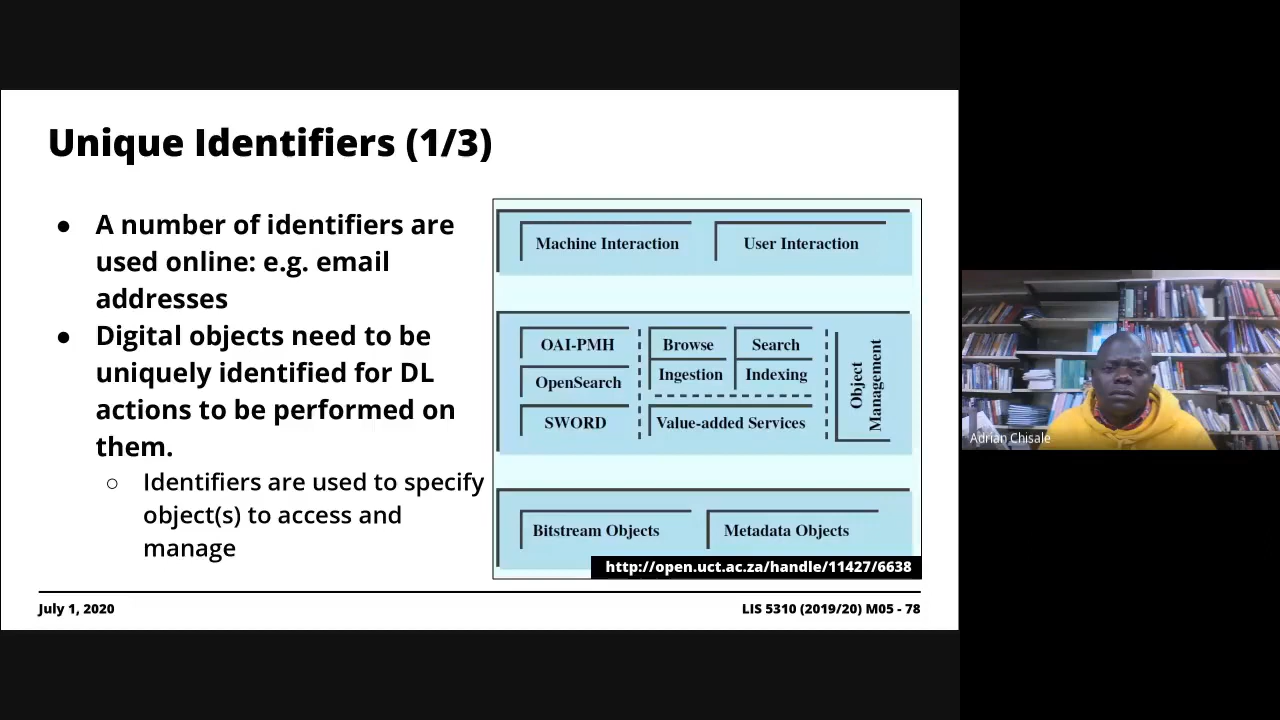 Unique Identifiers (1/3)
● A number of identifiers are
used online: e.g. email
addresses
● Digital objects need to be
uniquely identified for DL
actions to be performed on
them.
○ Identifiers are used to specify
object(s) to access and
manage
Machine Interaction
User Interaction
OAI-PMH
OpenSearch
SWORD
Browse
Search
Ingestion
Indexing
Value-added Services
Object
Management
Bitstream Objects
Metadata Objects
http://open.uct.ac.za/handle/11427/6638
July 1, 2020
LIS 5310 (2019/20) M05 - 78
Adrian Chisale